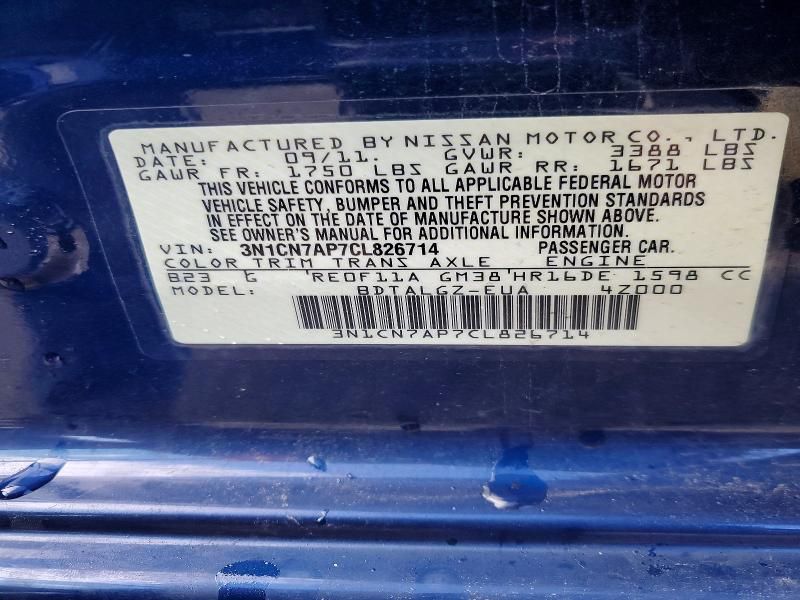 MANUFACTURED BY NISSAN MOTOR CO., LTD.
DATE: 09/11. GVWR: 3388 LBS
GAWR FR: 1750 LBS GAWR RR: 1671 LBS
THIS VEHICLE CONFORMS TO ALL APPLICABLE FEDERAL MOTOR
VEHICLE SAFETY, BUMPER AND THEFT PREVENTION STANDARDS
IN EFFECT ON THE DATE OF MANUFACTURE SHOWN ABOVE.
SEE OWNER'S MANUAL FOR ADDITIONAL INFORMATION.
VIN: 3N1CN7AP7CL826714 PASSENGER CAR.
COLOR TRIM TRANS AXLE ENGINE
B23 G 'RE0F11A GM38'HR16DE 1598 CC
MODEL: BDTALGZ-EUA 4Z000
3N1CN7AP7CL826714